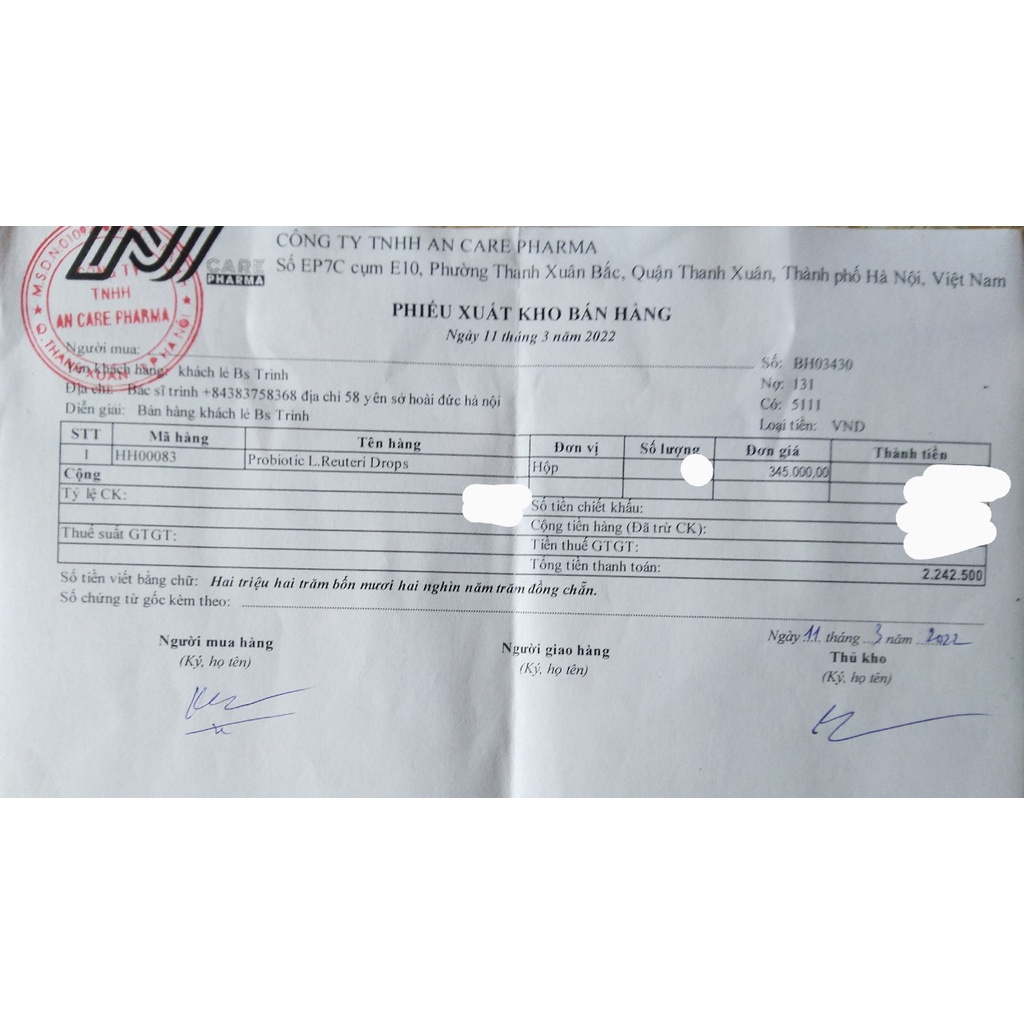 CÔNG TY TNHH AN CARE PHARMA
Số EP7C cụm E10, Phường Thanh Xuân Bắc, Quận Thanh Xuân, Thành phố Hà Nội, Việt Nam
CARE
PHARMA
M.S.D.N:010
CÔNG TY
TNHH
AN CARE PHARMA
Q.THANH XUÂN T.P HÀ NỘI
PHIẾU XUẤT KHO BÁN HÀNG
Ngày 11 tháng 3 năm 2022
Người mua:
Số: BH03430
Tên khách hàng: khách lẻ Bs Trinh
Nợ: 131
Địa chỉ: Bác sĩ trinh +84383758368 địa chỉ 58 yên sở hoài đức hà nội
Có: 5111
Diễn giải: Bán hàng khách lẻ Bs Trinh
Loại tiền: VND
STT Mã hàng Tên hàng Đơn vị Số lượng Đơn giá Thành tiền
1 HH00083 Probiotic L.Reuteri Drops Hộp 345.000,00
Cộng
Tỷ lệ CK: Số tiền chiết khấu:
Cộng tiền hàng (Đã trừ CK):
Thuế suất GTGT: Tiền thuế GTGT:
Tổng tiền thanh toán: 2.242.500
Số tiền viết bằng chữ: Hai triệu hai trăm bốn mươi hai nghìn năm trăm đồng chẵn.
Số chứng từ gốc kèm theo:
Ngày 11 tháng 3 năm 2022
Người mua hàng Người giao hàng Thủ kho
(Ký, họ tên) (Ký, họ tên) (Ký, họ tên)